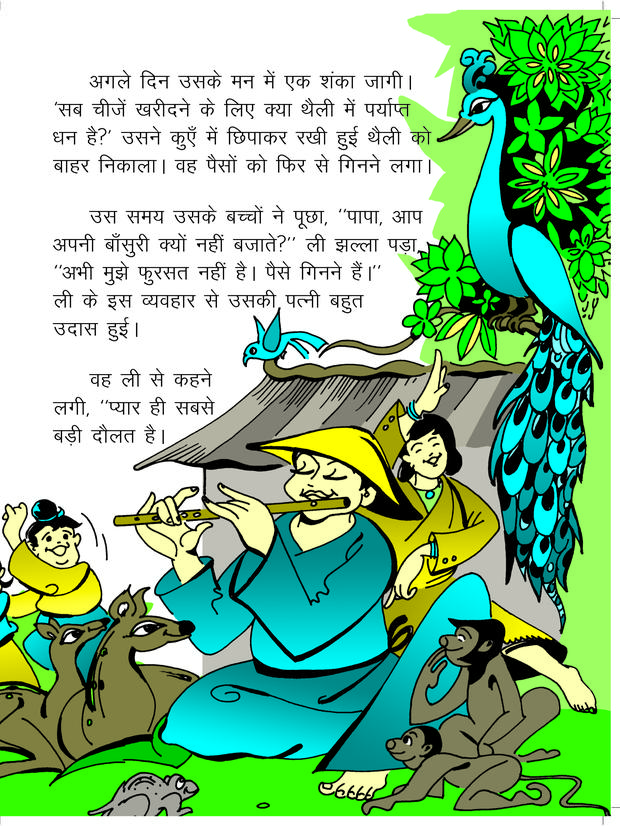 अगले दिन उसके मन में एक शंका जागी।
'सब चीजें खरीदने के लिए क्या थैली में पर्याप्त
धन है?' उसने कुएँ में छिपाकर रखी हुई थैली को
बाहर निकाला। वह पैसों को फिर से गिनने लगा।
उस समय उसके बच्चों ने पूछा, "पापा, आप
अपनी बाँसुरी क्यों नहीं बजाते?" ली झल्ला पड़ा,
"अभी मुझे फुरसत नहीं है। पैसे गिनने हैं।"
ली के इस व्यवहार से उसकी पत्नी बहुत
उदास हुई।
वह ली से कहने
लगी, "प्यार ही सबसे
बड़ी दौलत है।